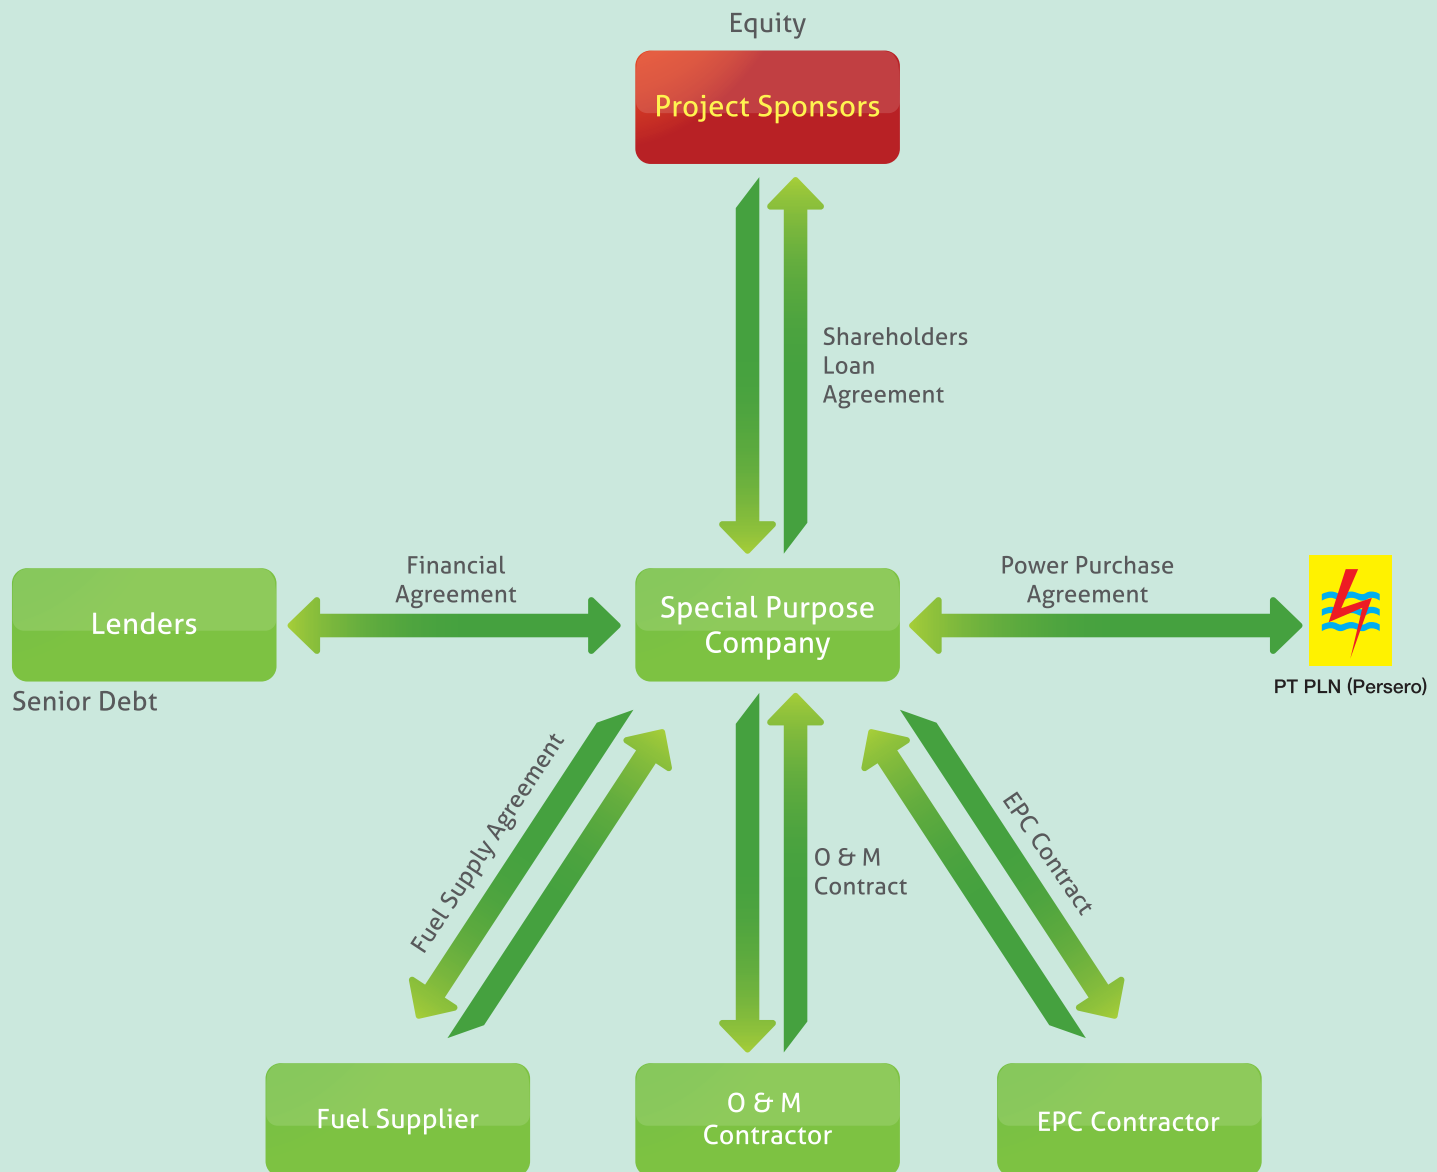 Equity
Project Sponsors
Shareholders
Loan
Agreement
Financial
Agreement
Power Purchase
Agreement
Lenders
Special Purpose
Company
PT PLN (Persero)
Senior Debt
Fuel Supply Agreement
O & M
Contract
EPC Contract
Fuel Supplier
O & M
Contractor
EPC Contractor